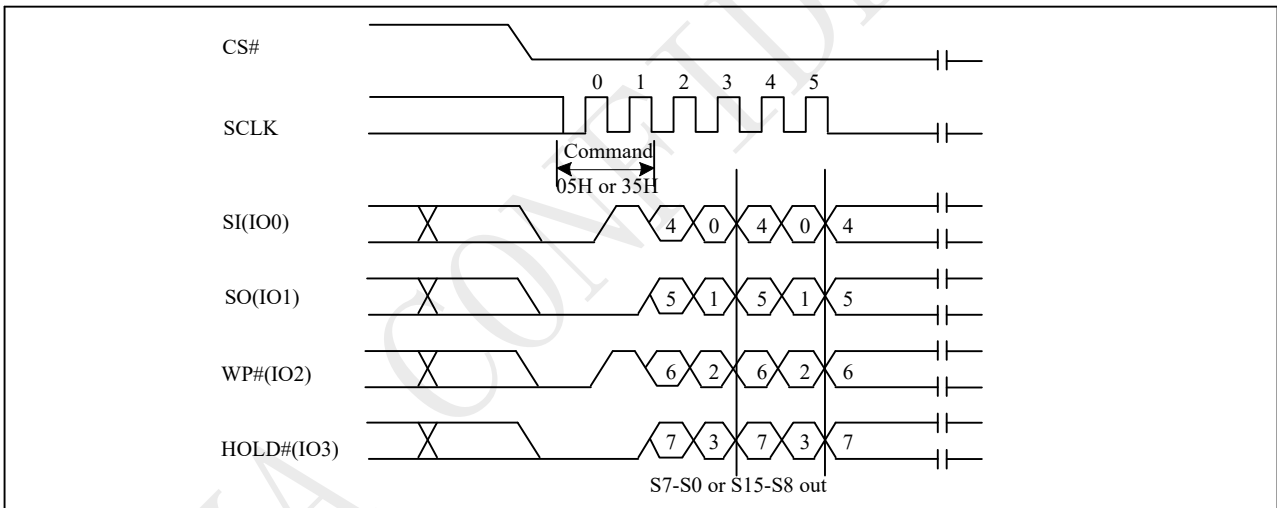 CS#
0 1 2 3 4 5
SCLK
Command
05H or 35H
SI(IO0) 4 0 4 0 4
SO(IO1) 5 1 5 1 5
WP#(IO2) 6 2 6 2 6
HOLD#(IO3) 7 3 7 3 7
S7-S0 or S15-S8 out